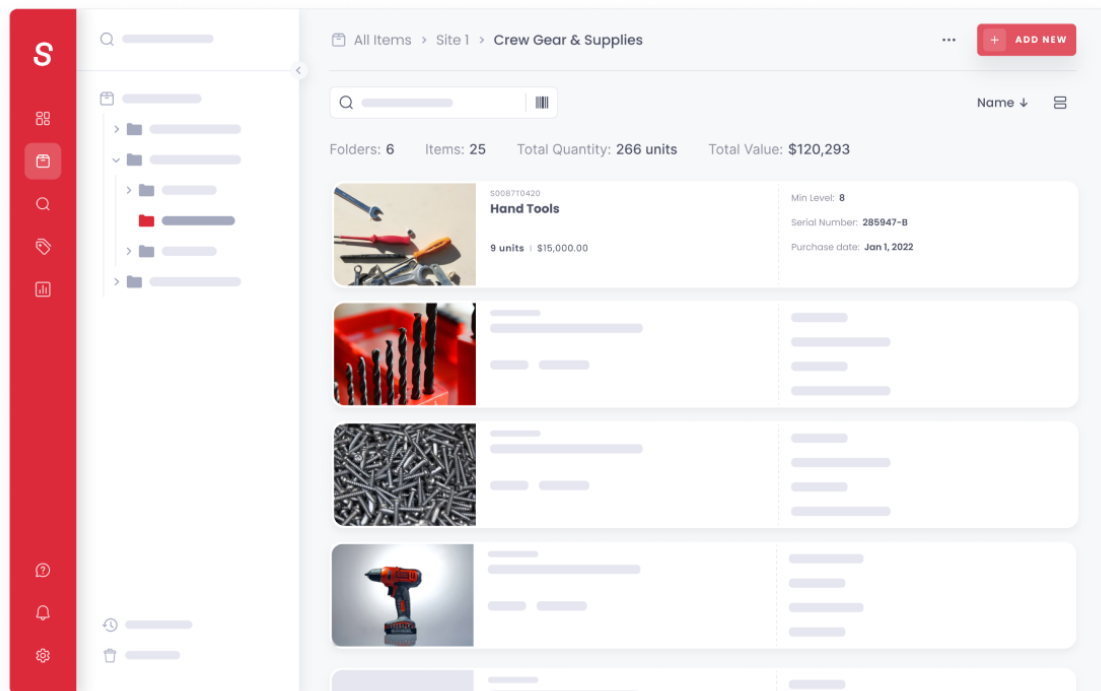 S
All Items > Site 1 > Crew Gear & Supplies
ADD NEW
Name ↓
Folders: 6 Items: 25 Total Quantity: 266 units Total Value: $120,293
S00B7T0420
Hand Tools
9 units | $15,000.00
Min Level: 8
Serial Number: 285947-B
Purchase date: Jan 1, 2022